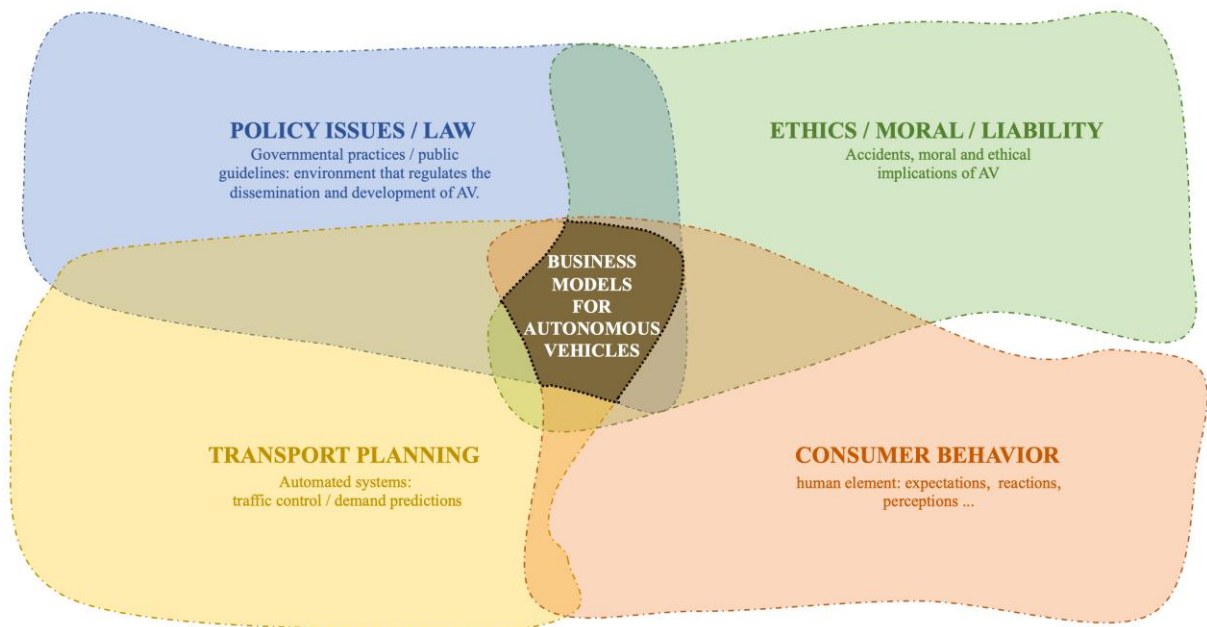 POLICY ISSUES / LAW
Governmental practices / public
guidelines: environment that regulates the
dissemination and development of AV.
ETHICS / MORAL / LIABILITY
Accidents, moral and ethical
implications of AV
BUSINESS
MODELS
FOR
AUTONOMOUS
VEHICLES
TRANSPORT PLANNING
Automated systems:
traffic control / demand predictions
CONSUMER BEHAVIOR
human element: expectations, reactions,
perceptions ...